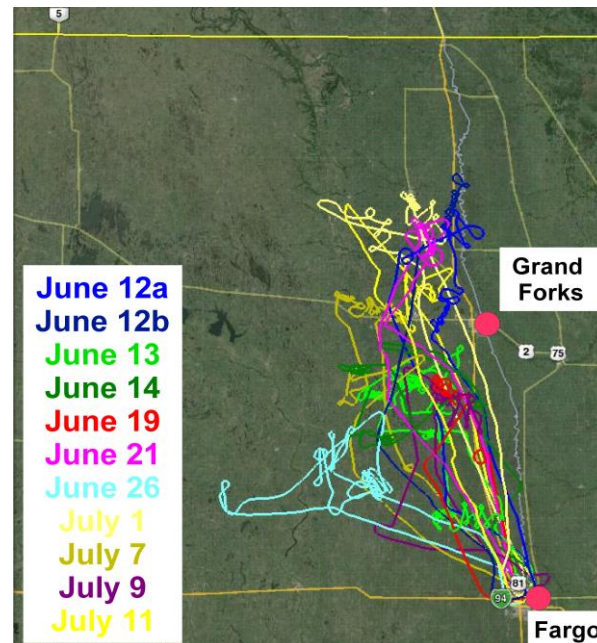 5
Grand
Forks
2
75
June 12a
June 12b
June 13
June 14
June 19
June 21
June 26
July 1
July 7
July 9
July 11
81
94
Fargo